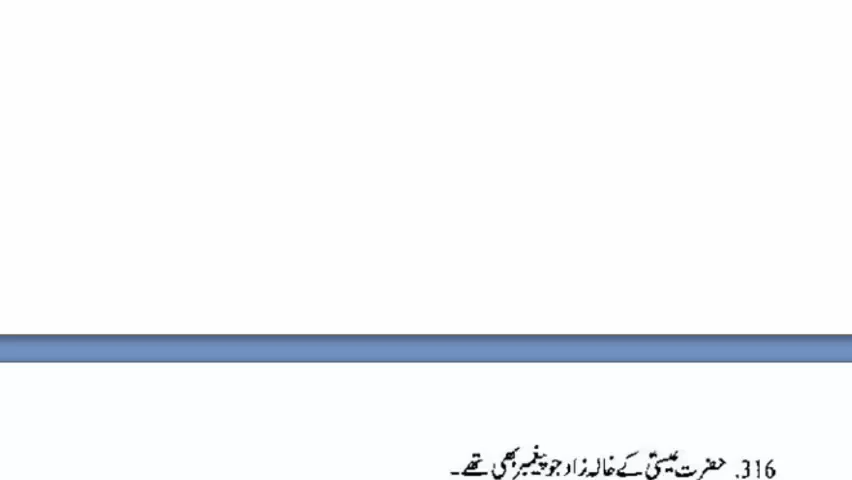 316. حضرت عیسیٰؑ کے خالہ زاد جو پیغمبر بھی تھے۔